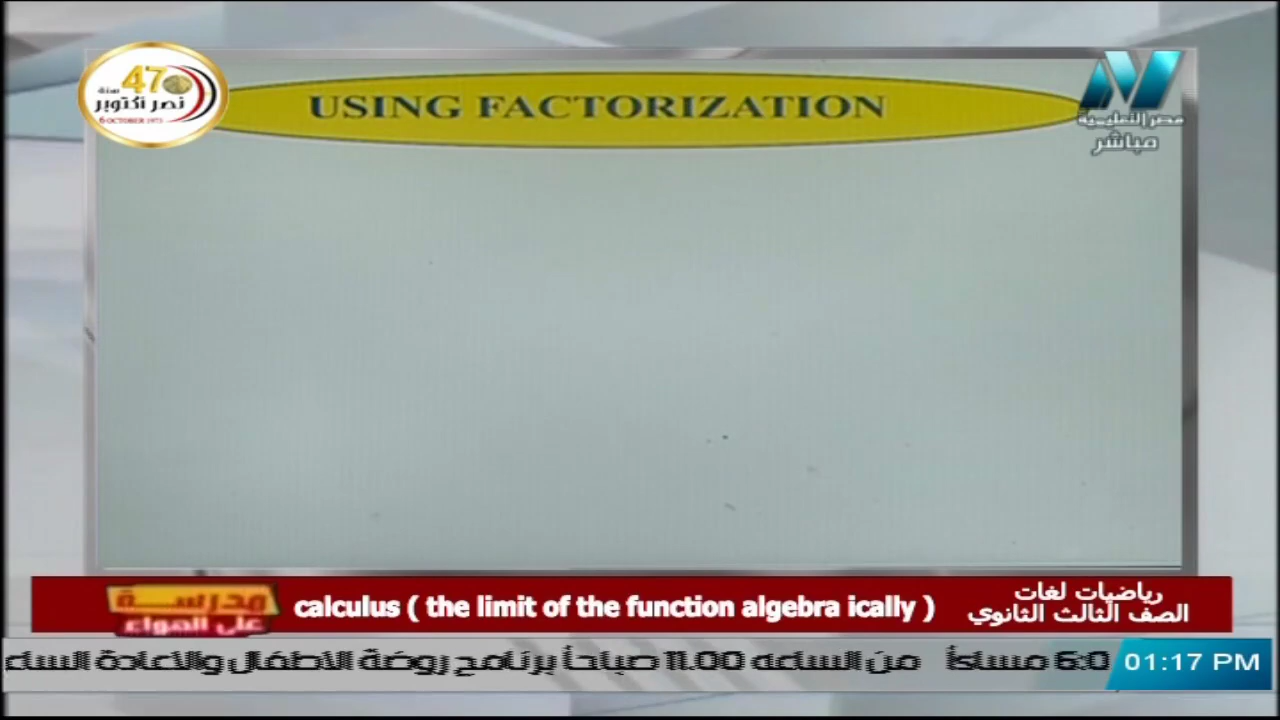 47
سنة
نصر أكتوبر
6 OCTOBER 1973
USING FACTORIZATION
مصر التعليمية
مباشر
مدرسة
على الهواء
calculus ( the limit of the function algebra ically )
رياضيات لغات
الصف الثالث الثانوي
6:0 مساءاً من الساعه 11.00 صباحاً برنامج روضة الاطفال والاعادة الساء
01:17 PM